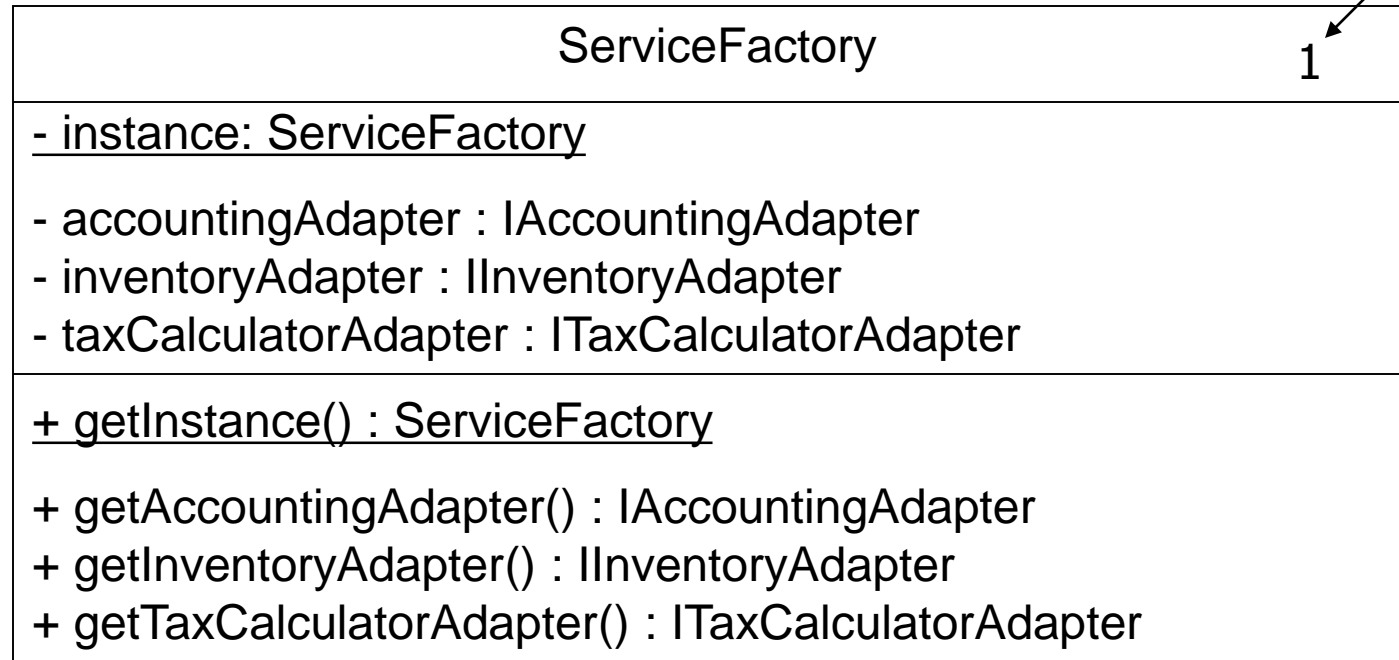 ServiceFactory
1
- instance: ServiceFactory
- accountingAdapter : IAccountingAdapter
- inventoryAdapter : IInventoryAdapter
- taxCalculatorAdapter : ITaxCalculatorAdapter
+ getInstance() : ServiceFactory
+ getAccountingAdapter() : IAccountingAdapter
+ getInventoryAdapter() : IInventoryAdapter
+ getTaxCalculatorAdapter() : ITaxCalculatorAdapter